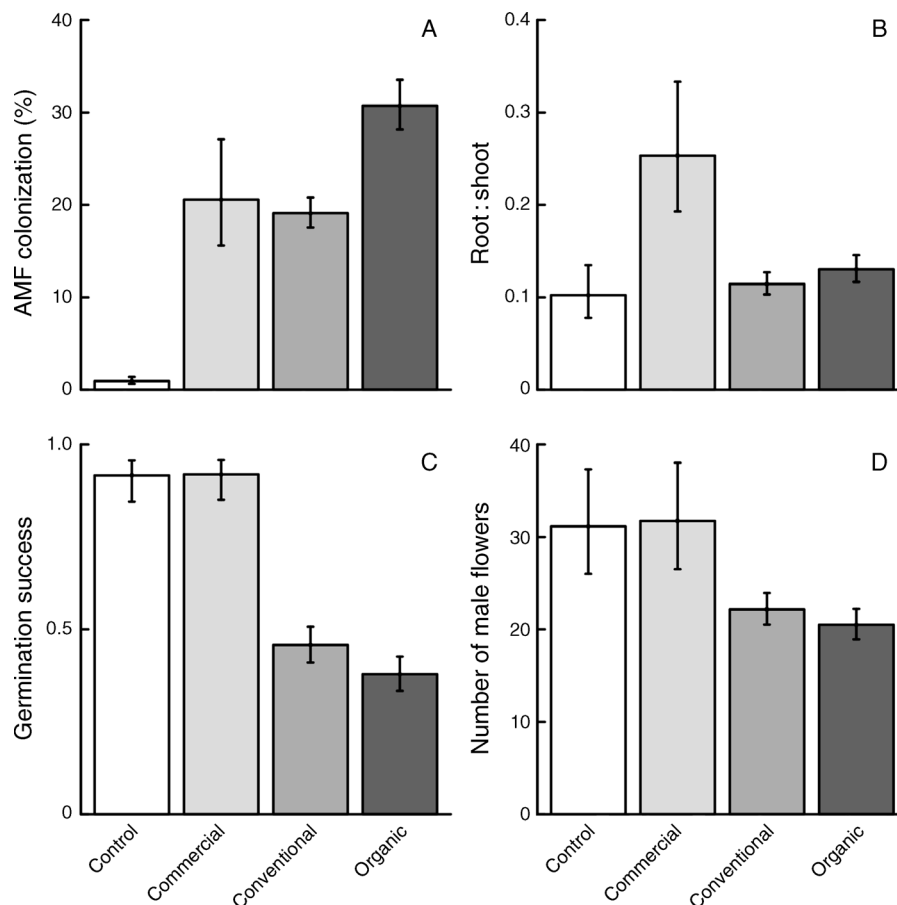 A
AMF colonization (%)
40
30
20
10
0
B
Root : shoot
0.4
0.3
0.2
0.1
0
C
Germination success
1.0
0.5
0
Control
Commercial
Conventional
Organic
D
Number of male flowers
40
30
20
10
0
Control
Commercial
Conventional
Organic